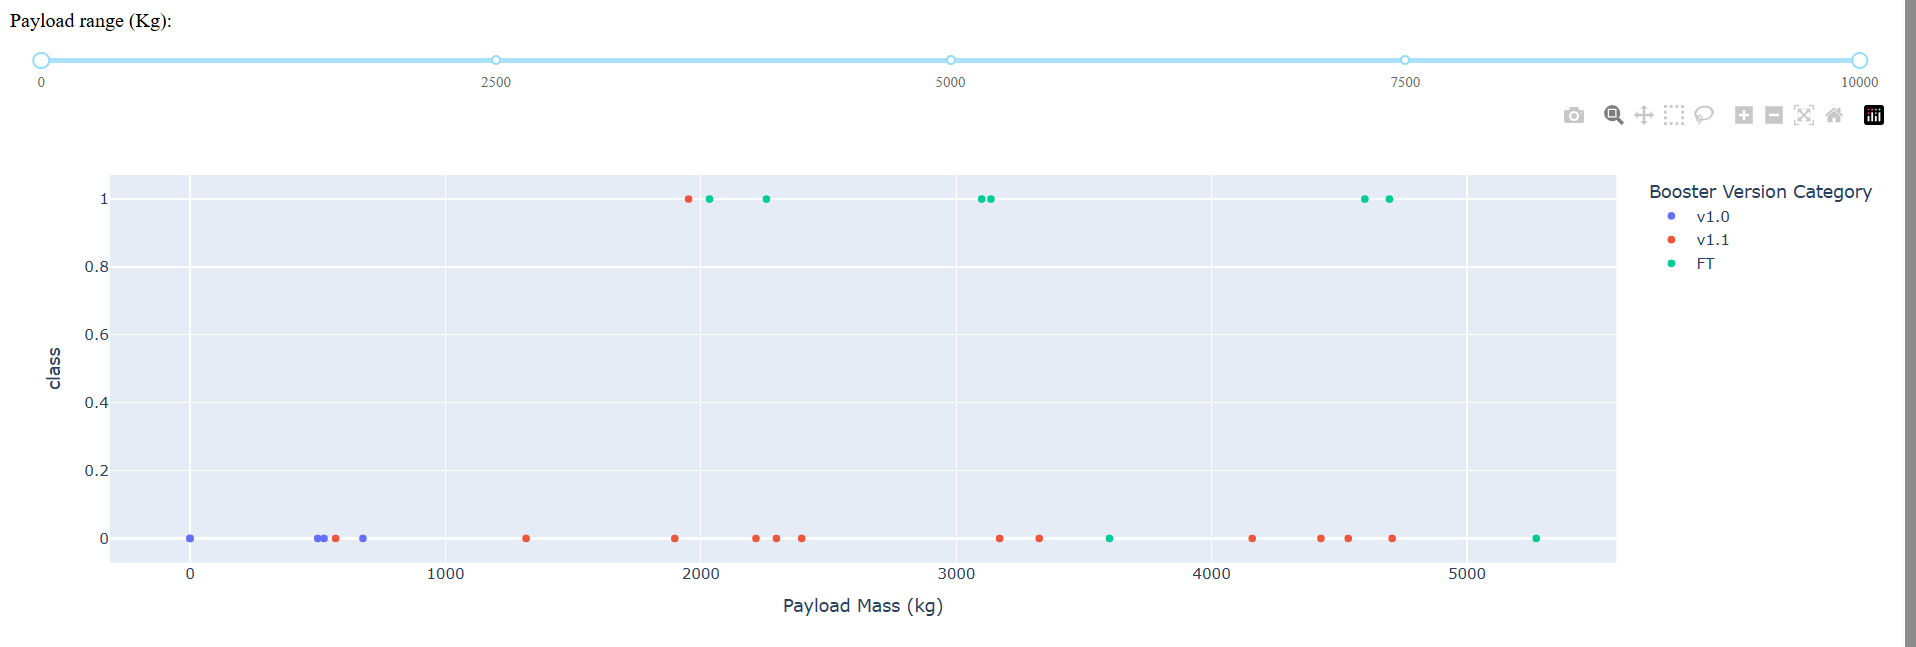 Payload range (Kg):
0 2500 5000 7500 10000
Booster Version Category
v1.0
v1.1
FT
1
0.8
0.6
0.4
0.2
0
class
0 1000 2000 3000 4000 5000
Payload Mass (kg)